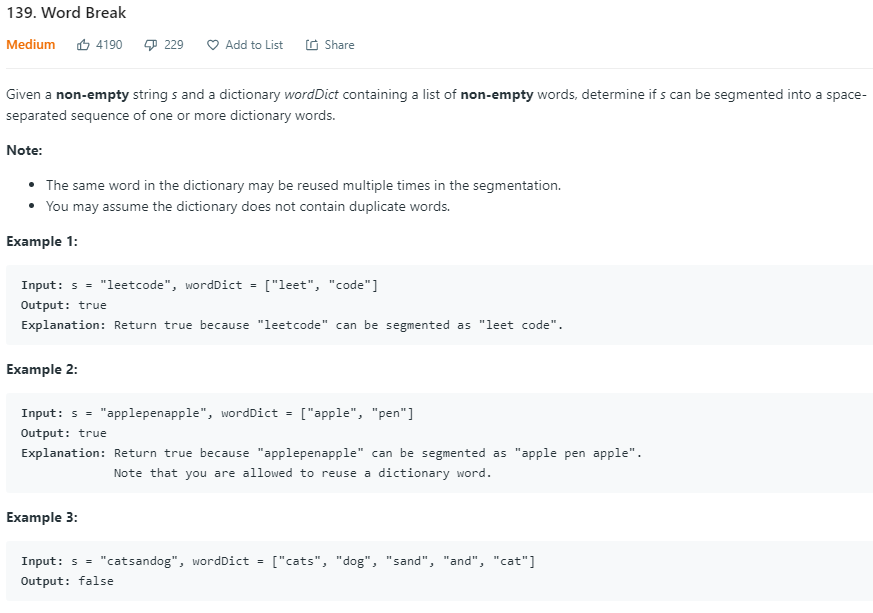 139. Word Break
Medium 4190 229 Add to List Share
Given a non-empty string s and a dictionary wordDict containing a list of non-empty words, determine if s can be segmented into a space-
separated sequence of one or more dictionary words.
Note:
• The same word in the dictionary may be reused multiple times in the segmentation.
• You may assume the dictionary does not contain duplicate words.
Example 1:
Input: s = "leetcode", wordDict = ["leet", "code"]
Output: true
Explanation: Return true because "leetcode" can be segmented as "leet code".
Example 2:
Input: s = "applepenapple", wordDict = ["apple", "pen"]
Output: true
Explanation: Return true because "applepenapple" can be segmented as "apple pen apple".
Note that you are allowed to reuse a dictionary word.
Example 3:
Input: s = "catsandog", wordDict = ["cats", "dog", "sand", "and", "cat"]
Output: false